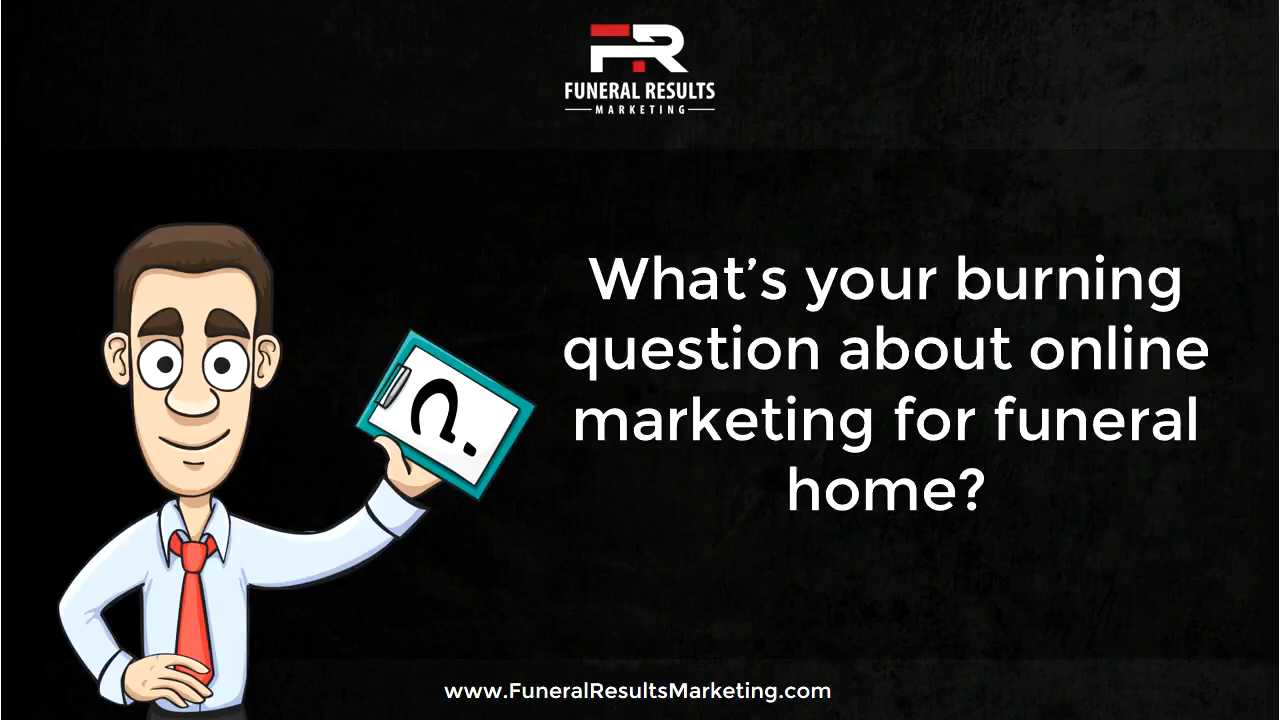 FR
FUNERAL RESULTS
MARKETING
What’s your burning
question about online
marketing for funeral
home?
?
www.FuneralResultsMarketing.com